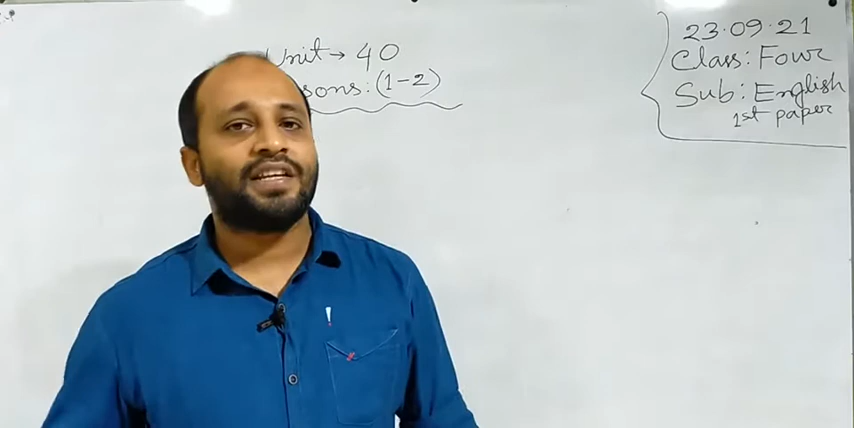 Unit → 40
sons: (1-2)
23.09.21
Class: Four
Sub: English
1st paper